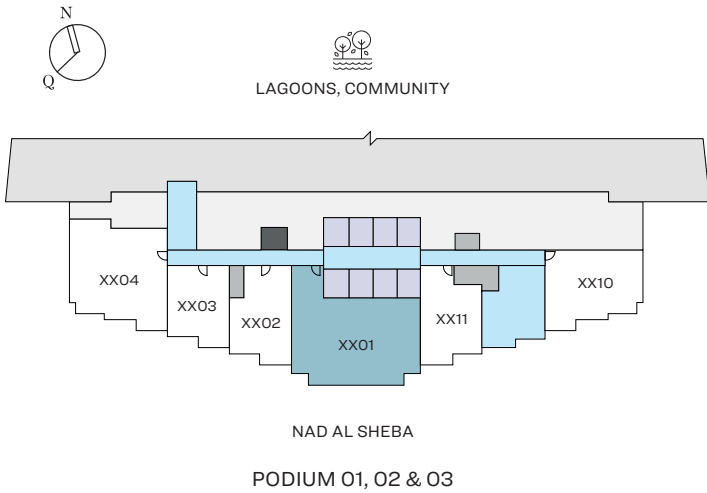 N
Q
LAGOONS, COMMUNITY
XX04
XX03
XX02
XX01
XX11
XX10
NAD AL SHEBA
PODIUM 01, 02 & 03